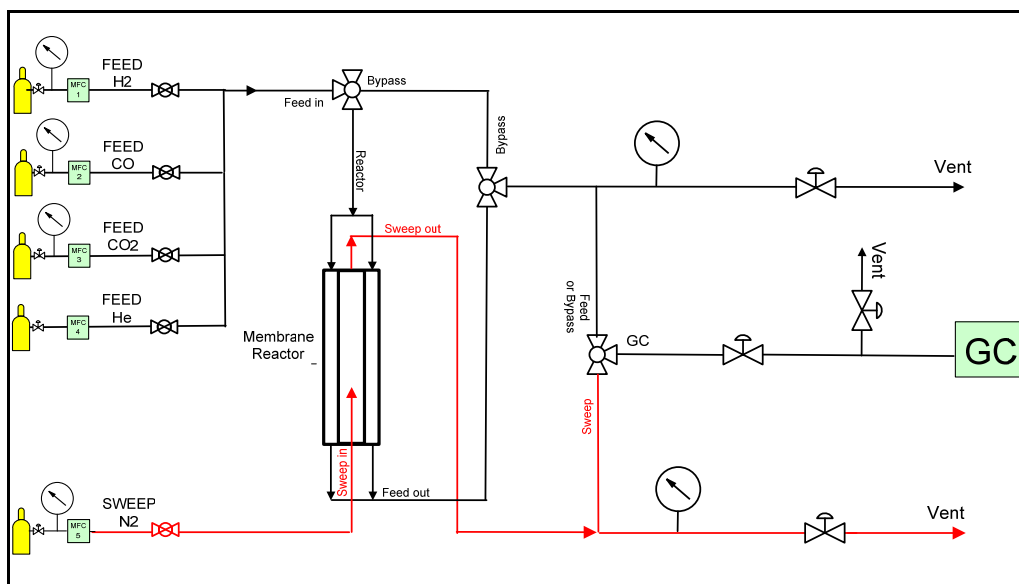 FEED
H2
MFC
1
FEED
CO
MFC
2
FEED
CO2
MFC
3
FEED
He
MFC
4
SWEEP
N2
MFC
5
Feed in
Bypass
Bypass
Reactor
Sweep out
Membrane
Reactor
Sweep in
Feed out
Feed
or Bypass
GC
Sweep
Vent
Vent
GC
Vent